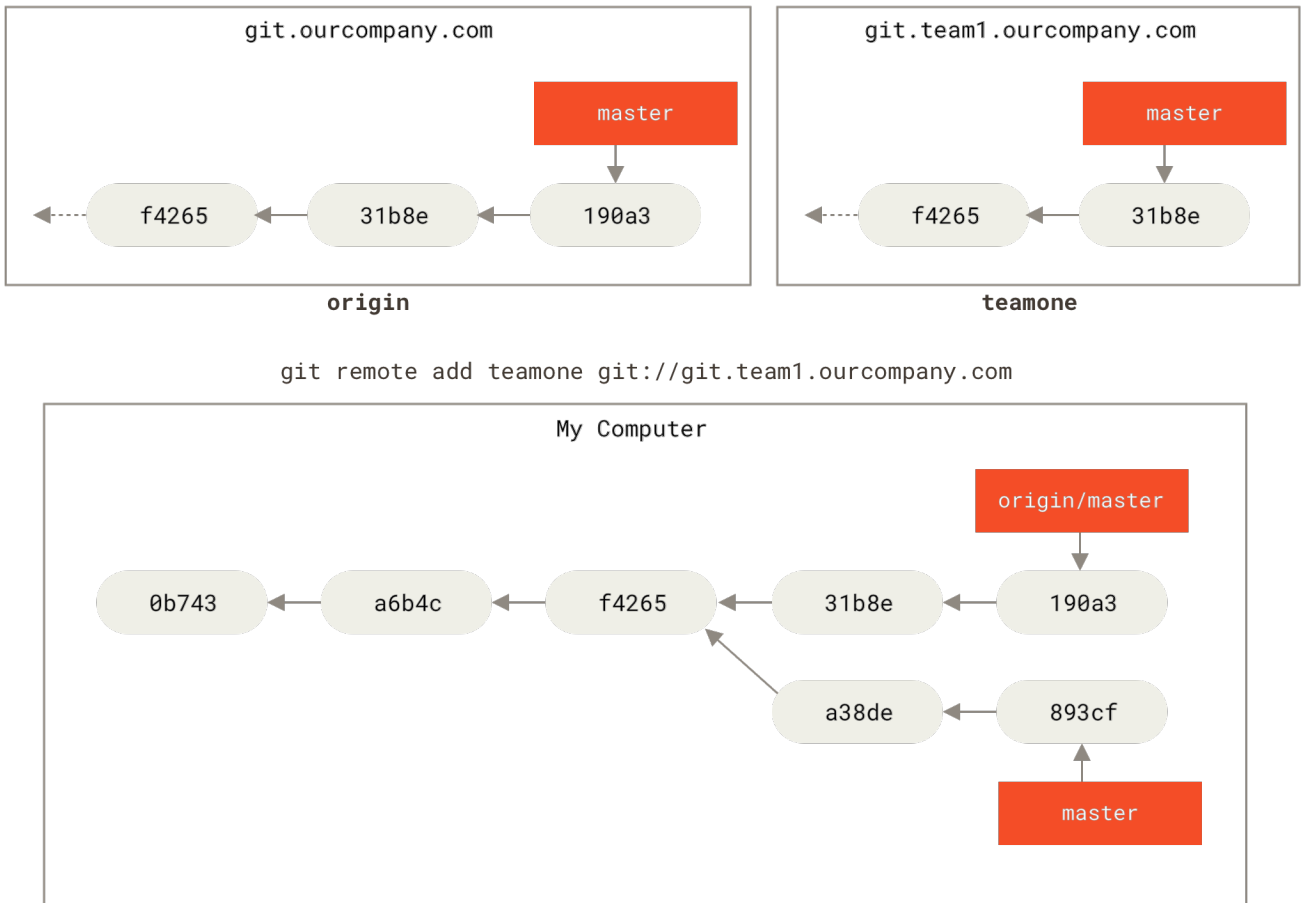 git.ourcompany.com
master
f4265
31b8e
190a3
origin
git.team1.ourcompany.com
master
f4265
31b8e
teamone
git remote add teamone git://git.team1.ourcompany.com
My Computer
origin/master
0b743
a6b4c
f4265
31b8e
190a3
a38de
893cf
master